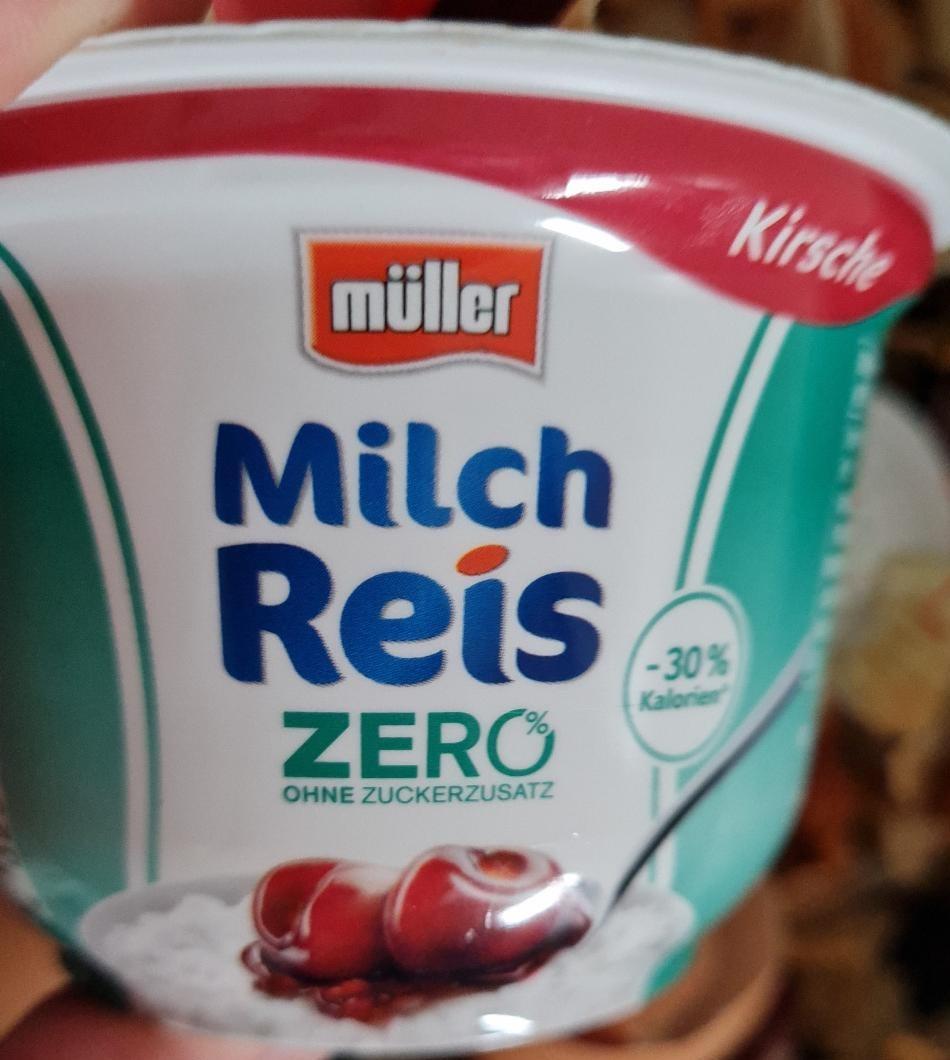 Kirsche
müller
Milch
Reis
ZERO%
OHNE ZUCKERZUSATZ
-30%
Kalorien*